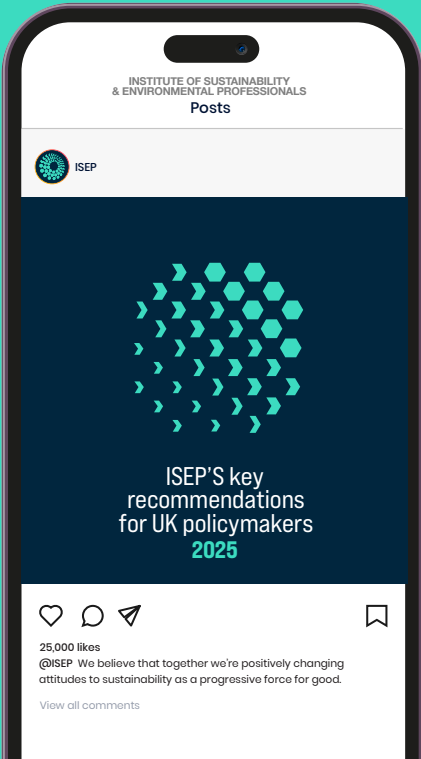 INSTITUTE OF SUSTAINABILITY
& ENVIRONMENTAL PROFESSIONALS
Posts
ISEP
ISEP'S key
recommendations
for UK policymakers
2025
25,000 likes
@ISEP We believe that together we're positively changing
attitudes to sustainability as a progressive force for good.
View all comments